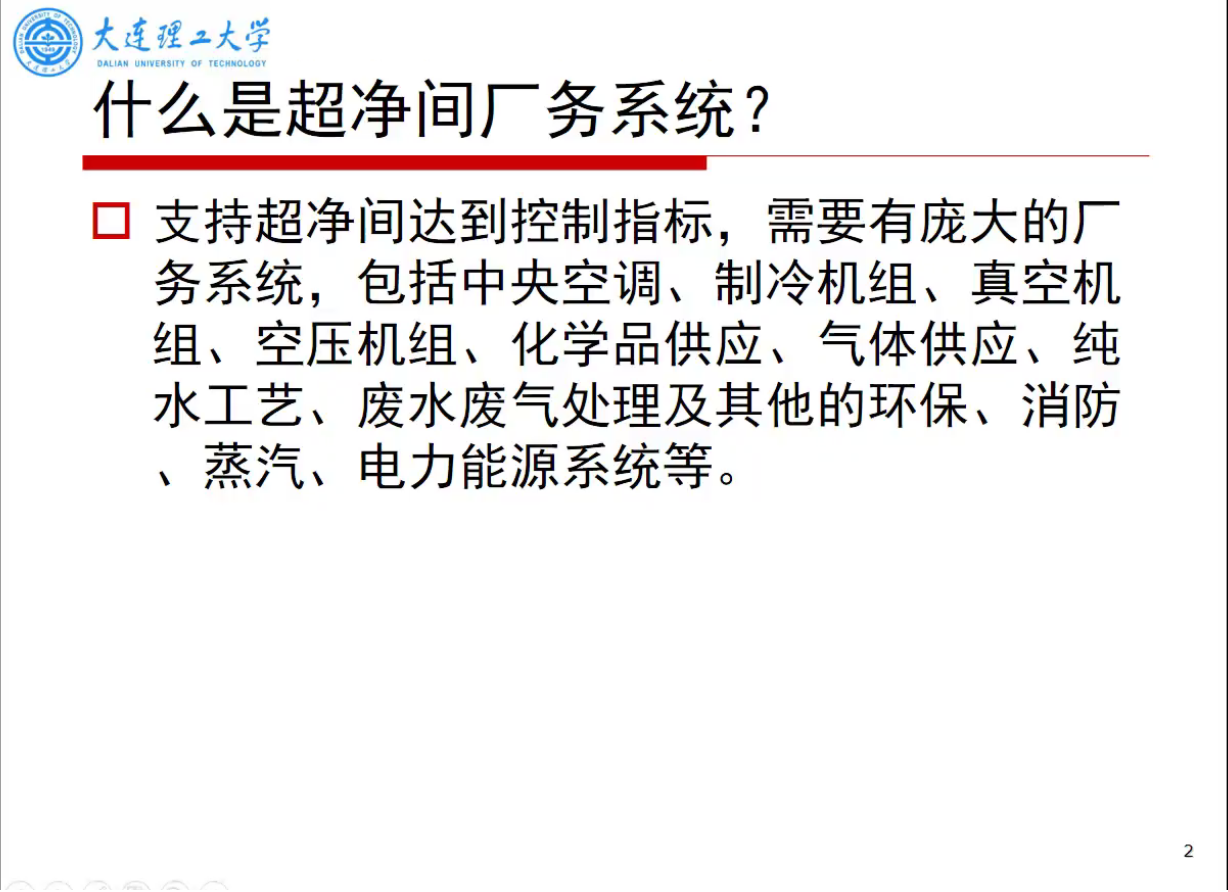 大连理工大学
DALIAN UNIVERSITY OF TECHNOLOGY
什么是超净间厂务系统？
支持超净间达到控制指标，需要有庞大的厂
务系统，包括中央空调、制冷机组、真空机
组、空压机组、化学品供应、气体供应、纯
水工艺、废水废气处理及其他的环保、消防
、蒸汽、电力能源系统等。
2